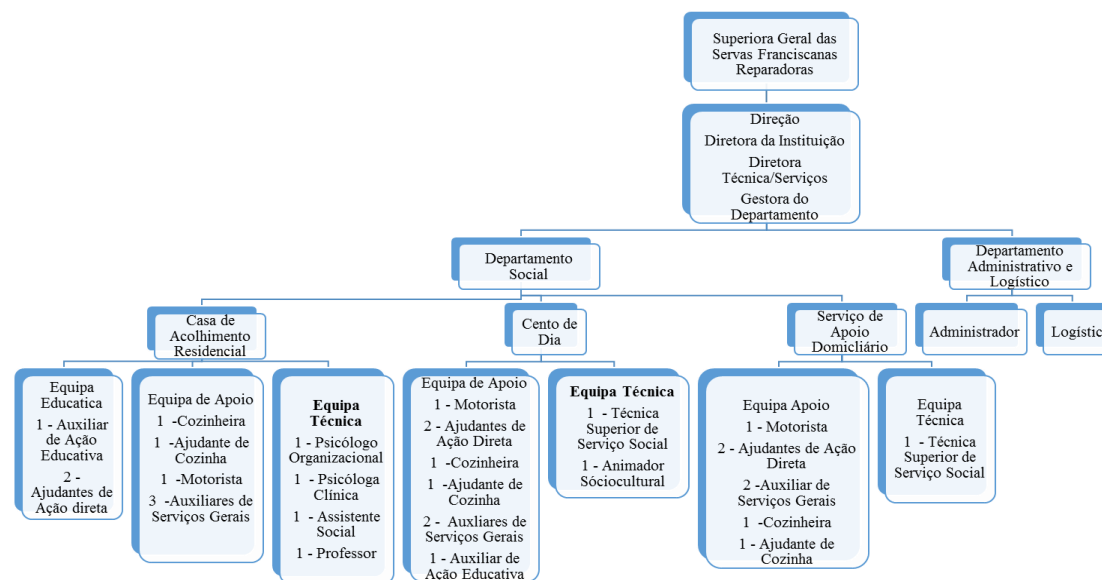 Superiora Geral das
Servas Franciscanas
Reparadoras
Direção
Diretora da Instituição
Diretora
Técnica/Serviços
Gestora do
Departamento
Departamento
Social
Departamento
Administrativo e
Logístico
Casa de
Acolhimento
Residencial
Cento de
Dia
Serviço de
Apoio
Domiciliário
Administrador
Logístic
Equipa
Educatica
1 - Auxiliar
de Ação
Educativa
2 -
Ajudantes de
Ação direta
Equipa de Apoio
1 -Cozinheira
1 -Ajudante de
Cozinha
1 -Motorista
3 -Auxiliares de
Serviços Gerais
Equipa
Técnica
1 - Psicólogo
Organizacional
1 - Psicóloga
Clínica
1 - Assistente
Social
1 - Professor
Equipa de Apoio
1 - Motorista
2 - Ajudantes de
Ação Direta
1 -Cozinheira
1 -Ajudante de
Cozinha
2 - Auxliares de
Serviços Gerais
1 - Auxiliar de
Ação Educativa
Equipa Técnica
1 - Técnica
Superior de
Serviço Social
1 - Animador
Sóciocultural
Equipa Apoio
1 - Motorista
2 - Ajudantes de Ação
Direta
2 -Auxiliar de
Serviços Gerais
1 -Cozinheira
1 - Ajudante de
Cozinha
Equipa
Técnica
1 - Técnica
Superior de
Serviço Social